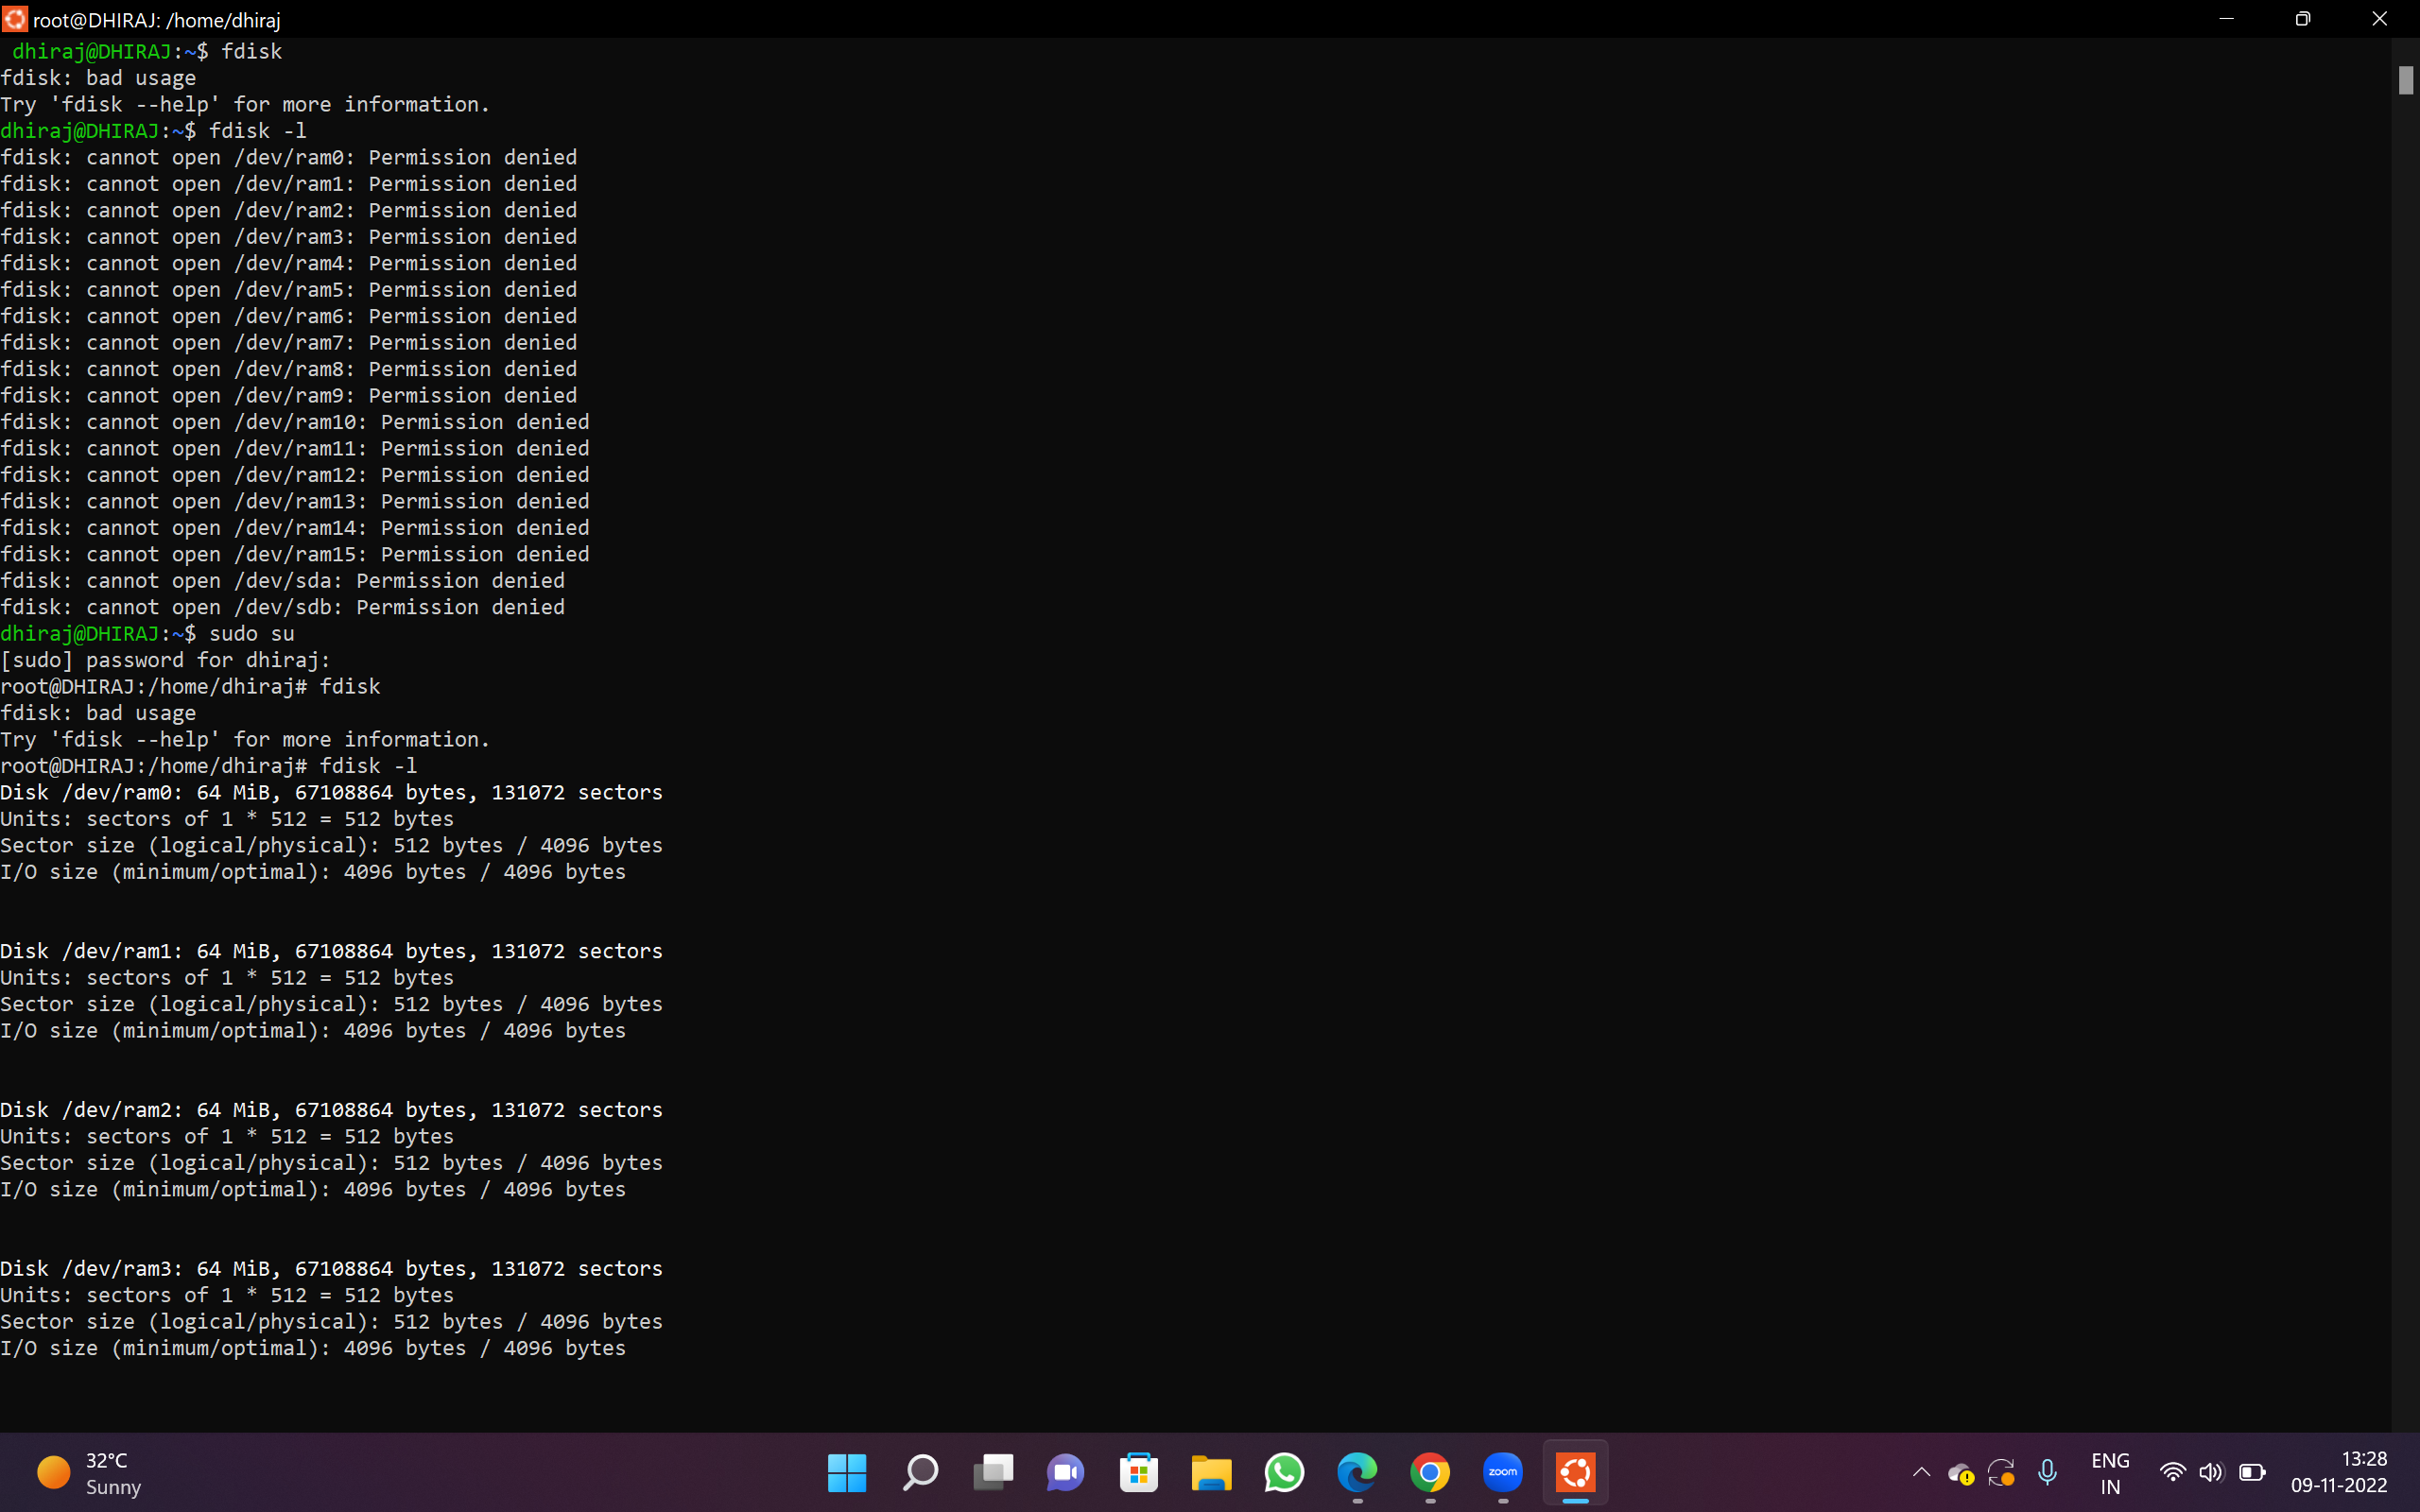 root@DHIRAJ: /home/dhiraj
dhiraj@DHIRAJ:~$ fdisk
fdisk: bad usage
Try 'fdisk --help' for more information.
dhiraj@DHIRAJ:~$ fdisk -l
fdisk: cannot open /dev/ram0: Permission denied
fdisk: cannot open /dev/ram1: Permission denied
fdisk: cannot open /dev/ram2: Permission denied
fdisk: cannot open /dev/ram3: Permission denied
fdisk: cannot open /dev/ram4: Permission denied
fdisk: cannot open /dev/ram5: Permission denied
fdisk: cannot open /dev/ram6: Permission denied
fdisk: cannot open /dev/ram7: Permission denied
fdisk: cannot open /dev/ram8: Permission denied
fdisk: cannot open /dev/ram9: Permission denied
fdisk: cannot open /dev/ram10: Permission denied
fdisk: cannot open /dev/ram11: Permission denied
fdisk: cannot open /dev/ram12: Permission denied
fdisk: cannot open /dev/ram13: Permission denied
fdisk: cannot open /dev/ram14: Permission denied
fdisk: cannot open /dev/ram15: Permission denied
fdisk: cannot open /dev/sda: Permission denied
fdisk: cannot open /dev/sdb: Permission denied
dhiraj@DHIRAJ:~$ sudo su
[sudo] password for dhiraj:
root@DHIRAJ:/home/dhiraj# fdisk
fdisk: bad usage
Try 'fdisk --help' for more information.
root@DHIRAJ:/home/dhiraj# fdisk -l
Disk /dev/ram0: 64 MiB, 67108864 bytes, 131072 sectors
Units: sectors of 1 * 512 = 512 bytes
Sector size (logical/physical): 512 bytes / 4096 bytes
I/O size (minimum/optimal): 4096 bytes / 4096 bytes
Disk /dev/ram1: 64 MiB, 67108864 bytes, 131072 sectors
Units: sectors of 1 * 512 = 512 bytes
Sector size (logical/physical): 512 bytes / 4096 bytes
I/O size (minimum/optimal): 4096 bytes / 4096 bytes
Disk /dev/ram2: 64 MiB, 67108864 bytes, 131072 sectors
Units: sectors of 1 * 512 = 512 bytes
Sector size (logical/physical): 512 bytes / 4096 bytes
I/O size (minimum/optimal): 4096 bytes / 4096 bytes
Disk /dev/ram3: 64 MiB, 67108864 bytes, 131072 sectors
Units: sectors of 1 * 512 = 512 bytes
Sector size (logical/physical): 512 bytes / 4096 bytes
I/O size (minimum/optimal): 4096 bytes / 4096 bytes
32°C
Sunny
zoom
ENG
IN
13:28
09-11-2022